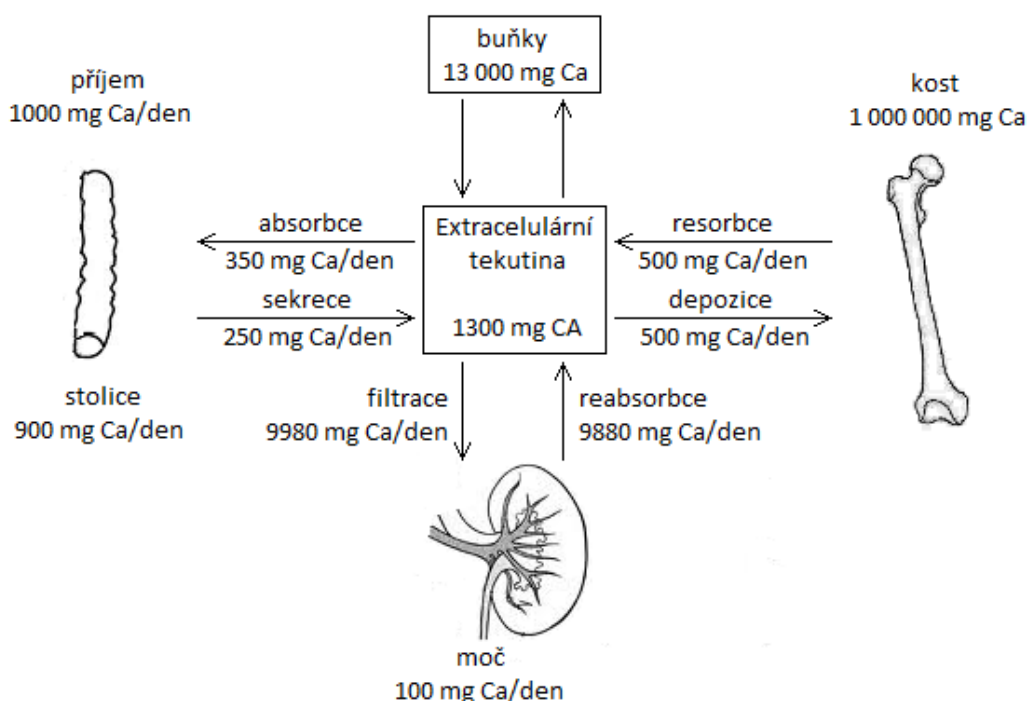 buňky
13 000 mg Ca
příjem
1000 mg Ca/den
kost
1 000 000 mg Ca
absorbce
350 mg Ca/den
sekrece
250 mg Ca/den
Extracelulární
tekutina
1300 mg CA
resorbce
500 mg Ca/den
depozice
500 mg Ca/den
stolice
900 mg Ca/den
filtrace
9980 mg Ca/den
reabsorbce
9880 mg Ca/den
moč
100 mg Ca/den